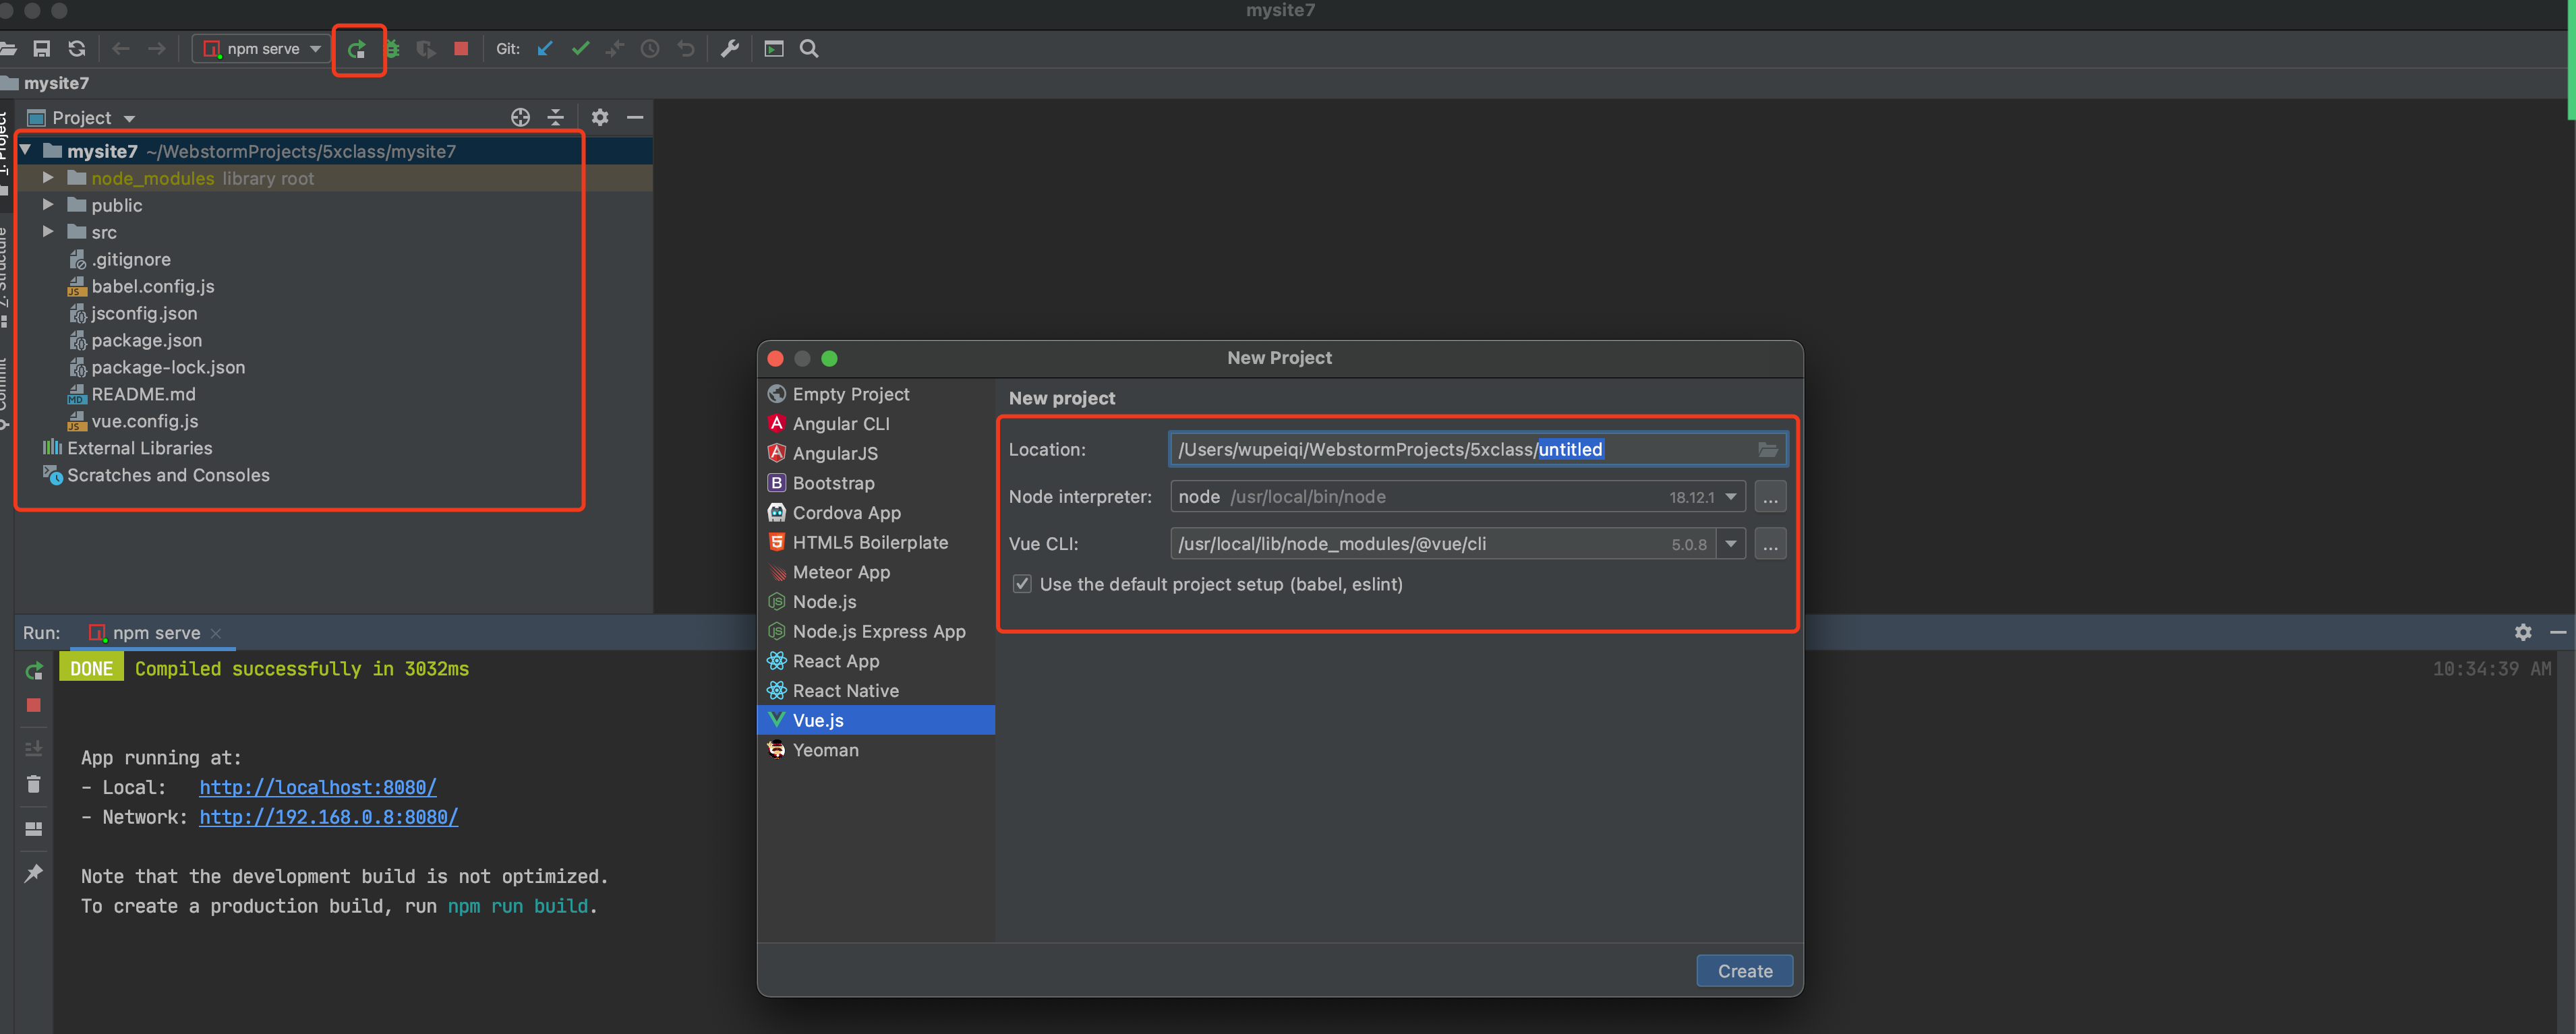 mysite7
npm serve
Git:
mysite7
Project
1: Project
mysite7 ~/WebstormProjects/5xclass/mysite7
node_modules library root
public
src
.gitignore
babel.config.js
jsconfig.json
package.json
package-lock.json
README.md
vue.config.js
External Libraries
Scratches and Consoles
Z: Structure
Commit
New Project
Empty Project
Angular CLI
AngularJS
Bootstrap
Cordova App
HTML5 Boilerplate
Meteor App
Node.js
Node.js Express App
React App
React Native
Vue.js
Yeoman
New project
Location: /Users/wupeiqi/WebstormProjects/5xclass/untitled
Node interpreter: node /usr/local/bin/node 18.12.1 ...
Vue CLI: /usr/local/lib/node_modules/@vue/cli 5.0.8 ...
Use the default project setup (babel, eslint)
Create
Run: npm serve
DONE Compiled successfully in 3032ms 10:34:39 AM
App running at:
- Local: http://localhost:8080/
- Network: http://192.168.0.8:8080/
Note that the development build is not optimized.
To create a production build, run npm run build.